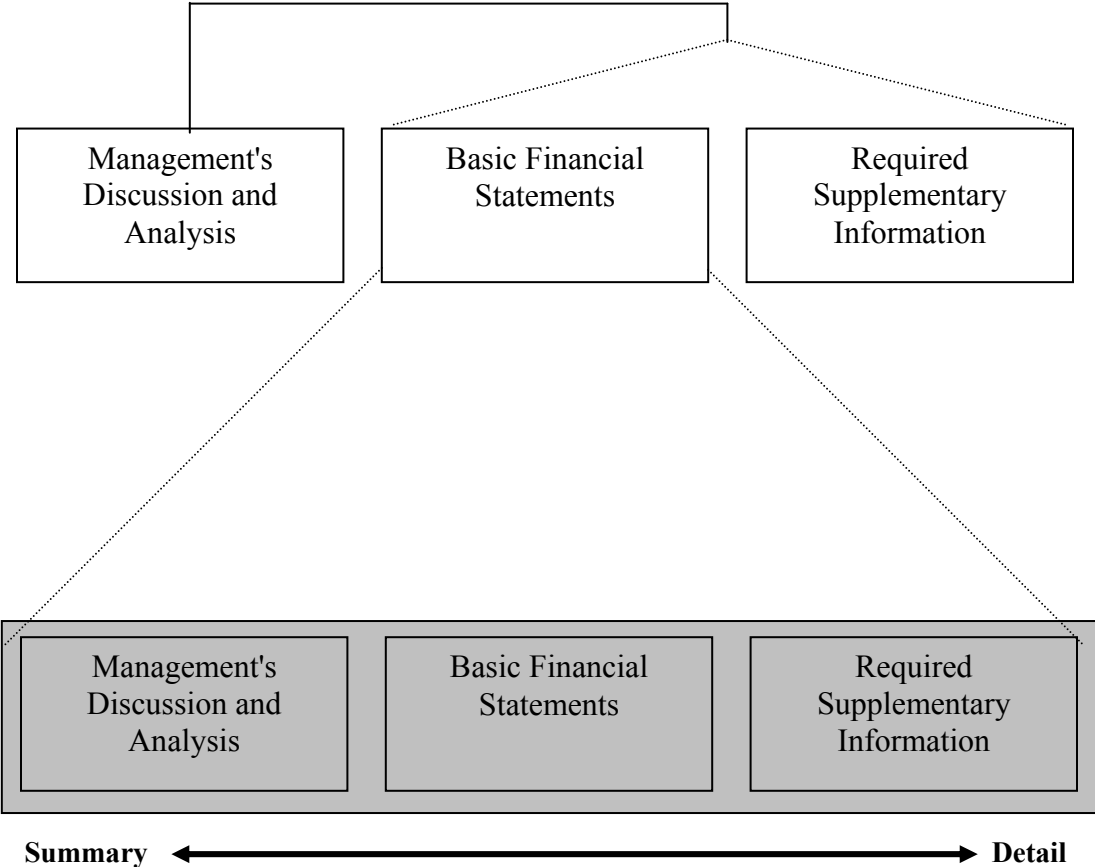 Management's
Discussion and
Analysis
Basic Financial
Statements
Required
Supplementary
Information
Management's
Discussion and
Analysis
Basic Financial
Statements
Required
Supplementary
Information
Summary
Detail